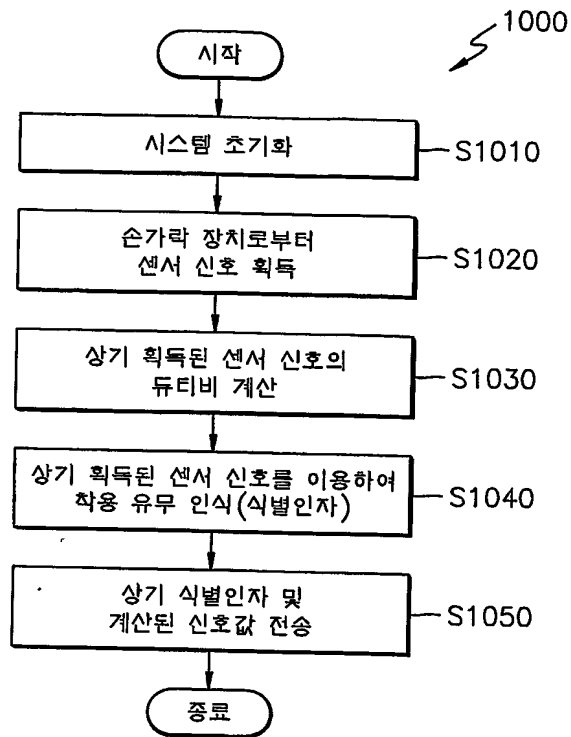 1000
시작
시스템 초기화
S1010
손가락 장치로부터
센서 신호 획득
S1020
상기 획득된 센서 신호의
듀티비 계산
S1030
상기 획득된 센서 신호를 이용하여
착용 유무 인식(식별인자)
S1040
상기 식별인자 및
계산된 신호값 전송
S1050
종료